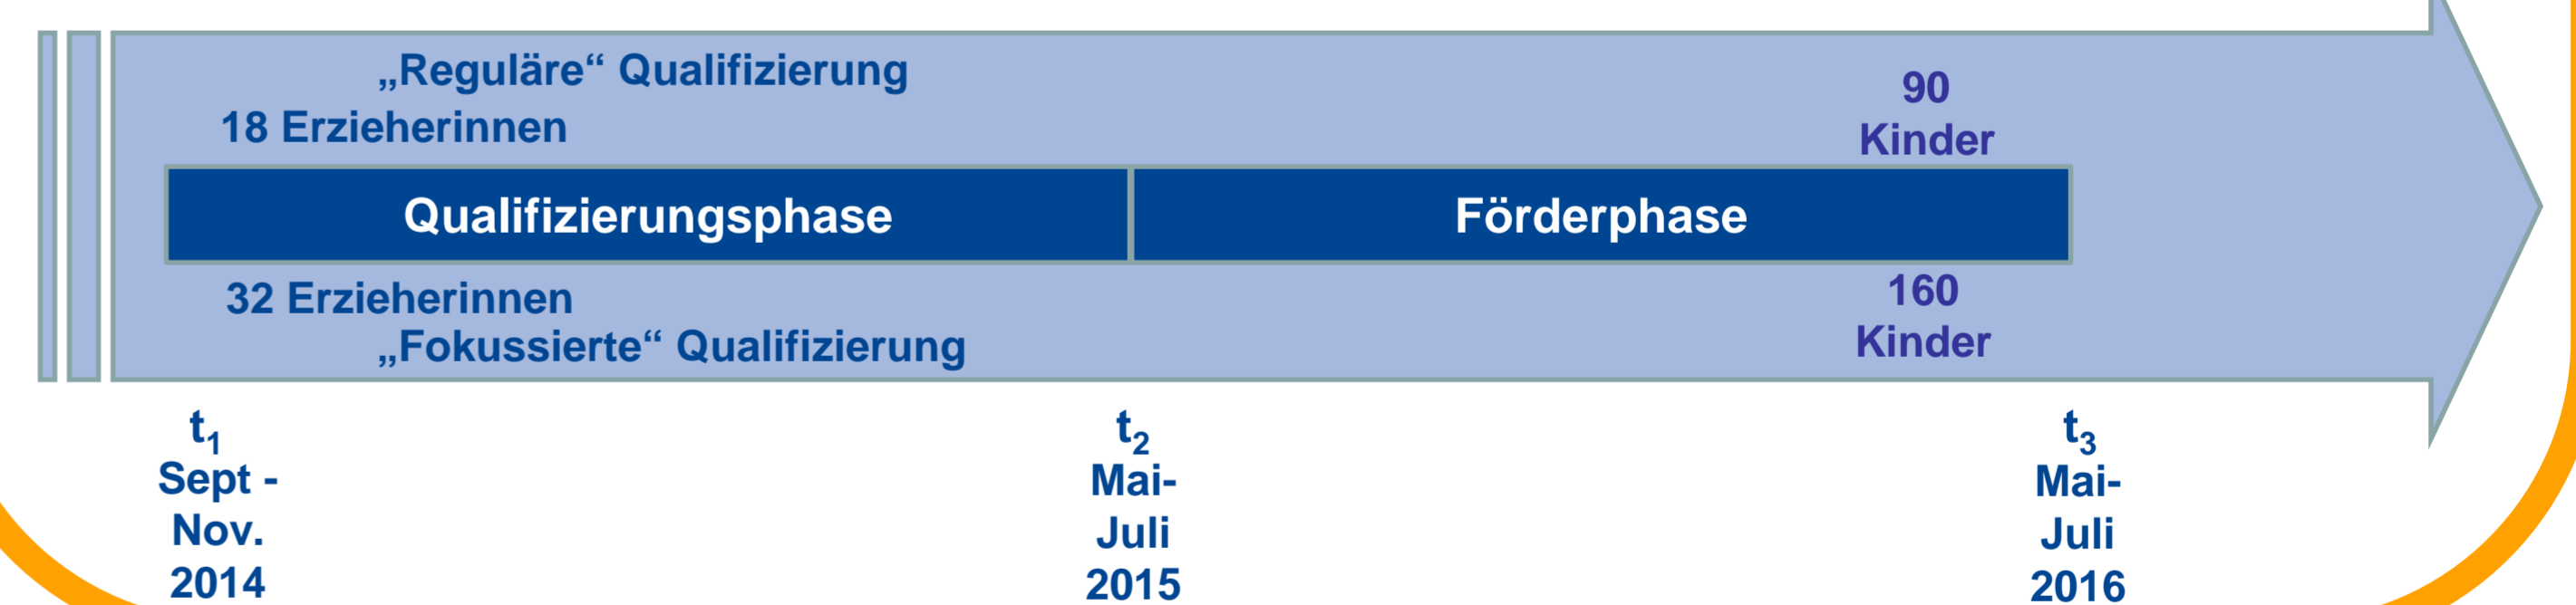 „Reguläre“ Qualifizierung
18 Erzieherinnen
90
Kinder
Qualifizierungsphase
Förderphase
32 Erzieherinnen
„Fokussierte“ Qualifizierung
160
Kinder
t1
Sept -
Nov.
2014
t2
Mai-
Juli
2015
t3
Mai-
Juli
2016